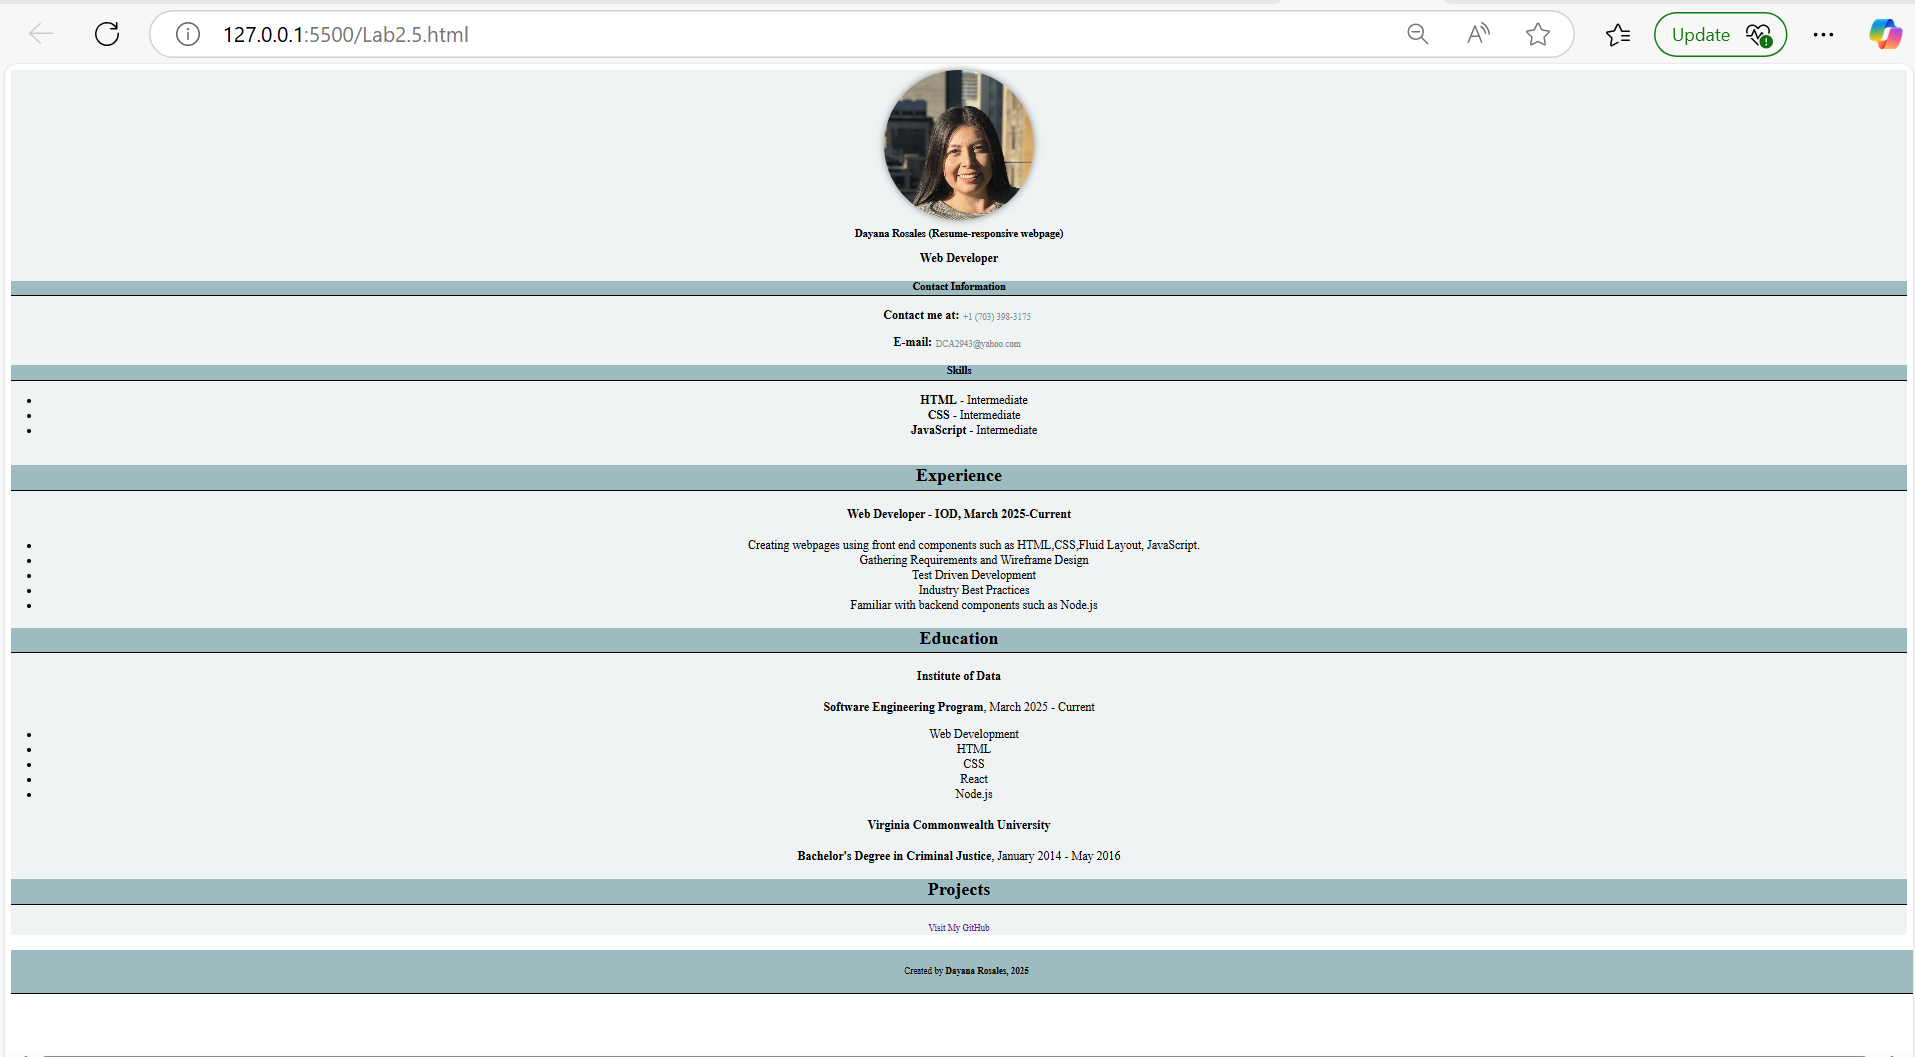 127.0.0.1:5500/Lab2.5.html
Update
Dayana Rosales (Resume-responsive webpage)
Web Developer
Contact Information
Contact me at: +1 (703) 398-3175
E-mail: DCA2943@yahoo.com
Skills
• HTML - Intermediate
• CSS - Intermediate
• JavaScript - Intermediate
Experience
Web Developer - IOD, March 2025-Current
• Creating webpages using front end components such as HTML,CSS,Fluid Layout, JavaScript.
• Gathering Requirements and Wireframe Design
• Test Driven Development
• Industry Best Practices
• Familiar with backend components such as Node.js
Education
Institute of Data
Software Engineering Program, March 2025 - Current
• Web Development
• HTML
• CSS
• React
• Node.js
Virginia Commonwealth University
Bachelor's Degree in Criminal Justice, January 2014 - May 2016
Projects
Visit My GitHub
Created by Dayana Rosales, 2025